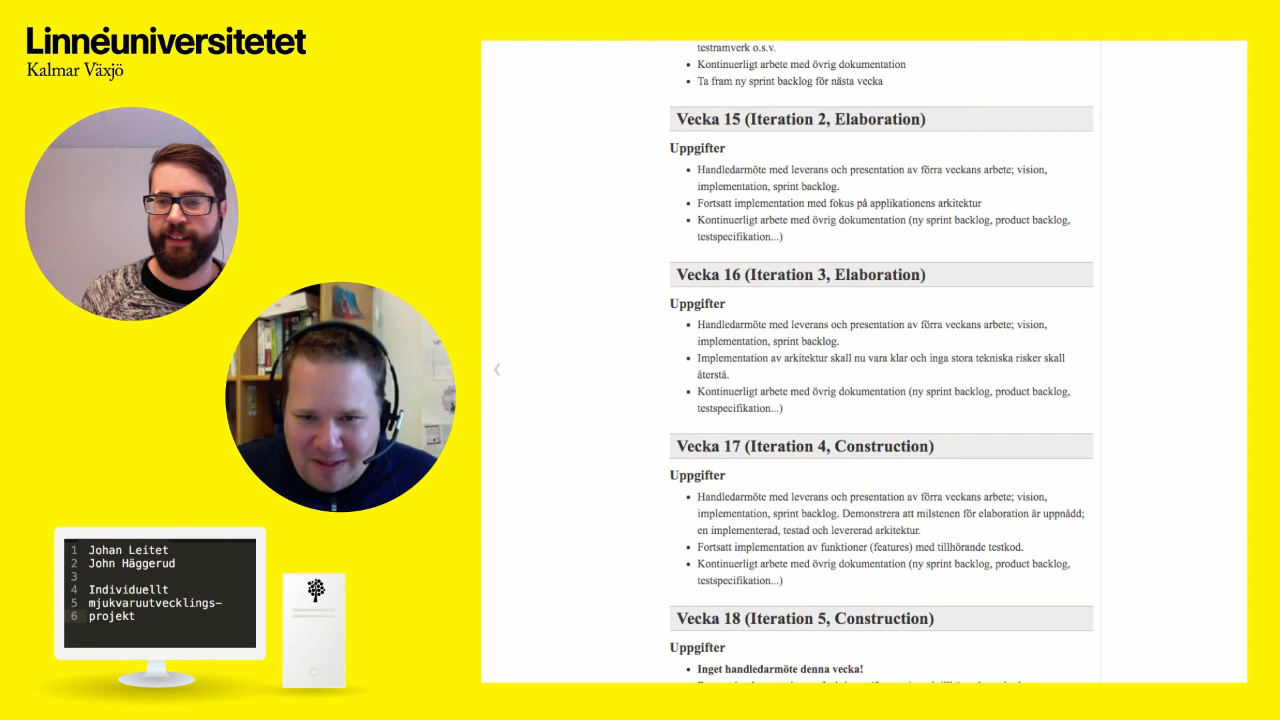 Linnéuniversitetet
Kalmar Växjö
testramverk o.s.v.
• Kontinuerligt arbete med övrig dokumentation
• Ta fram ny sprint backlog för nästa vecka
Vecka 15 (Iteration 2, Elaboration)
Uppgifter
• Handledarmöte med leverans och presentation av förra veckans arbete; vision,
implementation, sprint backlog.
• Fortsatt implementation med fokus på applikationens arkitektur
• Kontinuerligt arbete med övrig dokumentation (ny sprint backlog, product backlog,
testspecifikation...)
Vecka 16 (Iteration 3, Elaboration)
Uppgifter
• Handledarmöte med leverans och presentation av förra veckans arbete; vision,
implementation, sprint backlog.
• Implementation av arkitektur skall nu vara klar och inga stora tekniska risker skall
återstå.
• Kontinuerligt arbete med övrig dokumentation (ny sprint backlog, product backlog,
testspecifikation...)
Vecka 17 (Iteration 4, Construction)
Uppgifter
• Handledarmöte med leverans och presentation av förra veckans arbete; vision,
implementation, sprint backlog. Demonstrera att milstenen för elaboration är uppnådd;
en implementerad, testad och levererad arkitektur.
• Fortsatt implementation av funktioner (features) med tillhörande testkod.
• Kontinuerligt arbete med övrig dokumentation (ny sprint backlog, product backlog,
testspecifikation...)
Vecka 18 (Iteration 5, Construction)
Uppgifter
• Inget handledarmöte denna vecka!
1 Johan Leitet
2 John Häggerud
3
4 Individuellt
5 mjukvaruutvecklings-
6 projekt